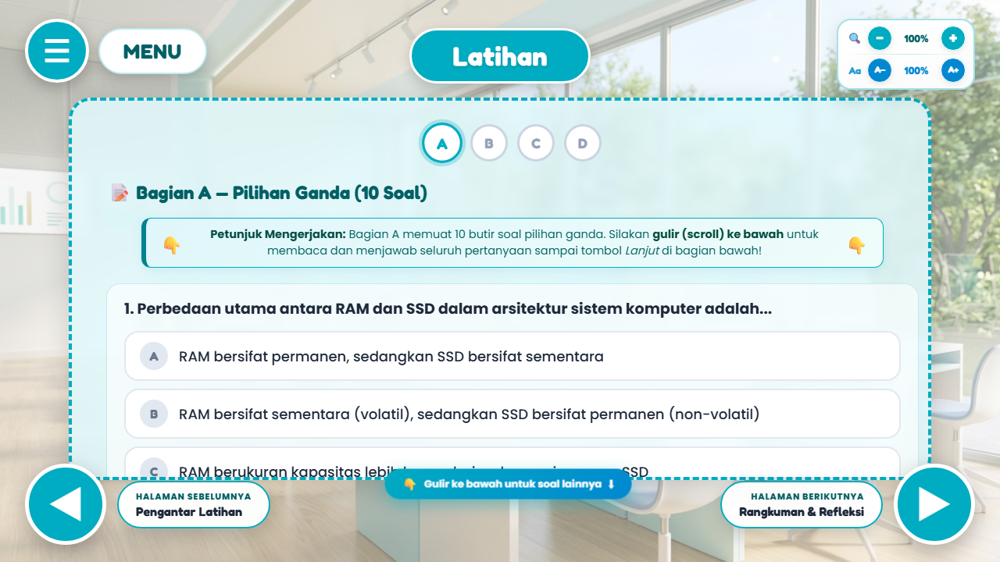 MENU
Latihan
100%
Aa A− 100% A+
A B C D
Bagian A — Pilihan Ganda (10 Soal)
Petunjuk Mengerjakan: Bagian A memuat 10 butir soal pilihan ganda. Silakan gulir (scroll) ke bawah untuk
membaca dan menjawab seluruh pertanyaan sampai tombol Lanjut di bagian bawah!
1. Perbedaan utama antara RAM dan SSD dalam arsitektur sistem komputer adalah...
A RAM bersifat permanen, sedangkan SSD bersifat sementara
B RAM bersifat sementara (volatil), sedangkan SSD bersifat permanen (non-volatil)
C RAM berukuran kapasitas SSD
Gulir ke bawah untuk soal lainnya
HALAMAN SEBELUMNYA
Pengantar Latihan
HALAMAN BERIKUTNYA
Rangkuman & Refleksi